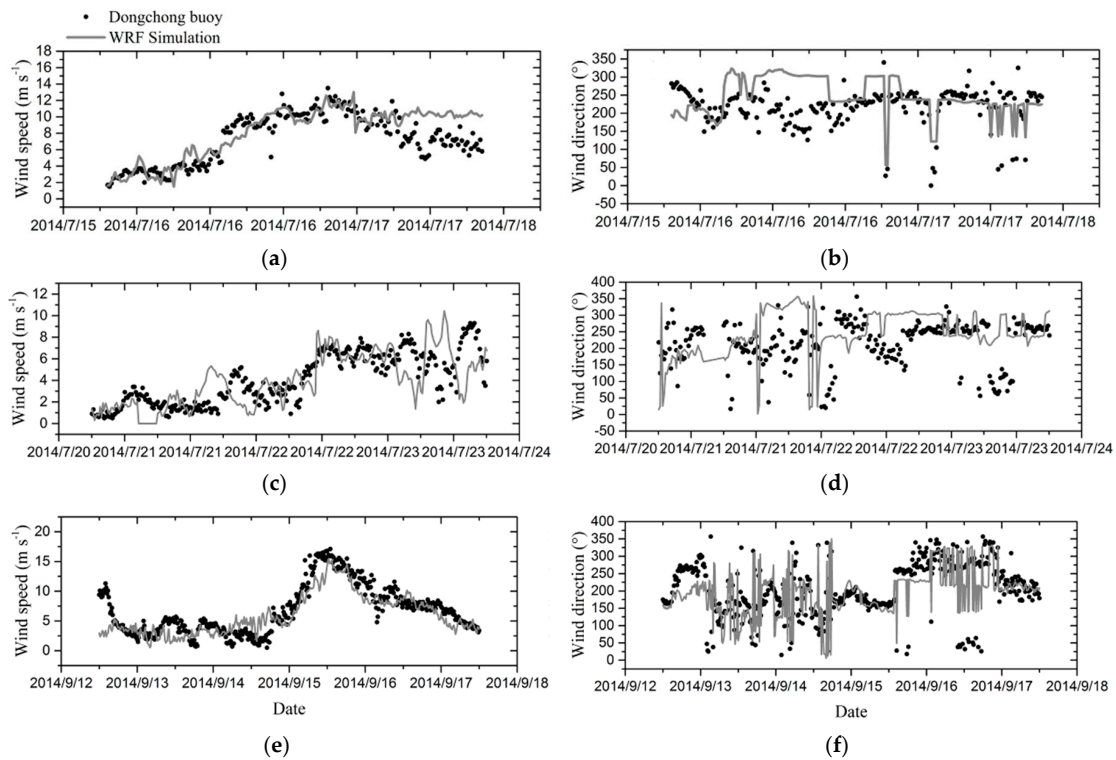 Dongchong buoy
WRF Simulation
18
16
14
12
10
8
6
4
2
0
Wind speed (m s⁻¹)
2014/7/15 2014/7/16 2014/7/16 2014/7/16 2014/7/17 2014/7/17 2014/7/18
(a)
350
300
250
200
150
100
50
0
-50
Wind direction (°)
2014/7/15 2014/7/16 2014/7/16 2014/7/16 2014/7/17 2014/7/17 2014/7/18
(b)
12
10
8
6
4
2
0
Wind speed (m s⁻¹)
2014/7/20 2014/7/21 2014/7/21 2014/7/22 2014/7/22 2014/7/23 2014/7/23 2014/7/24
(c)
400
350
300
250
200
150
100
50
0
-50
Wind direction (°)
2014/7/20 2014/7/21 2014/7/21 2014/7/22 2014/7/22 2014/7/23 2014/7/23 2014/7/24
(d)
20
15
10
5
0
Wind speed (m s⁻¹)
2014/9/12 2014/9/13 2014/9/14 2014/9/15 2014/9/16 2014/9/17 2014/9/18
Date
(e)
400
350
300
250
200
150
100
50
0
Wind direction (°)
2014/9/12 2014/9/13 2014/9/14 2014/9/15 2014/9/16 2014/9/17 2014/9/18
Date
(f)